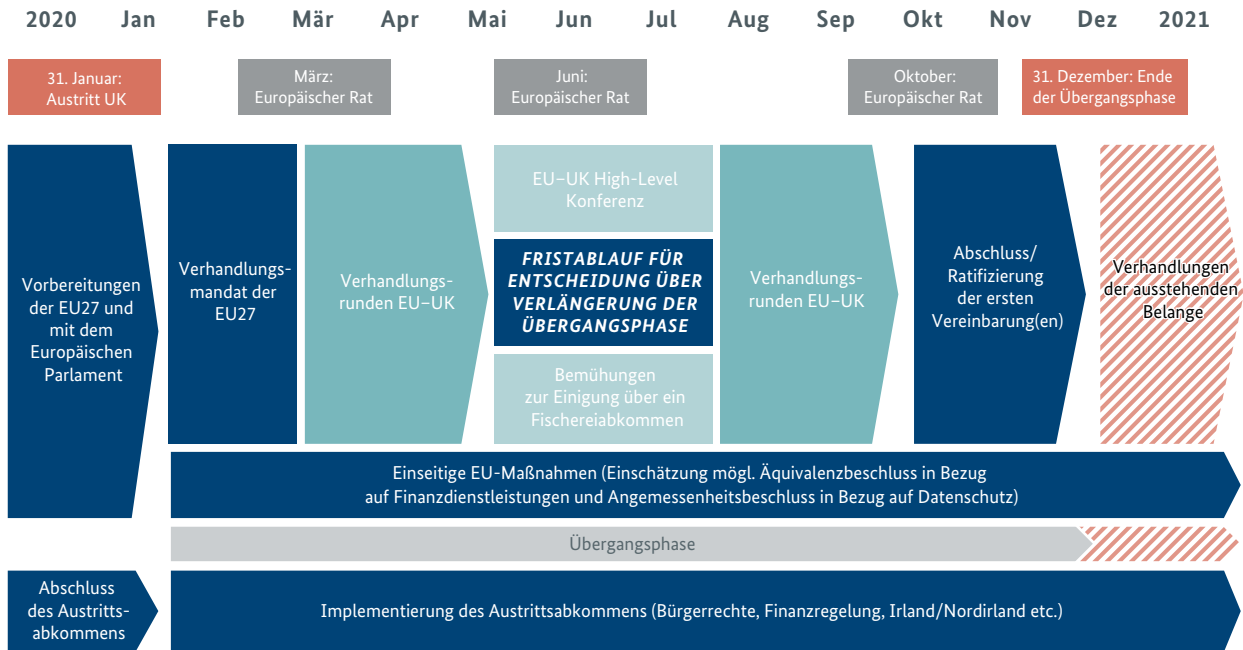 2020 Jan Feb Mär Apr Mai Jun Jul Aug Sep Okt Nov Dez 2021
31. Januar:
Austritt UK
März:
Europäischer Rat
Juni:
Europäischer Rat
Oktober:
Europäischer Rat
31. Dezember: Ende
der Übergangsphase
Vorbereitungen
der EU27 und
mit dem
Europäischen
Parlament
Verhandlungs-
mandat der
EU27
Verhandlungs-
runden EU–UK
EU–UK High-Level
Konferenz
FRISTABLAUF FÜR
ENTSCHEIDUNG ÜBER
VERLÄNGERUNG DER
ÜBERGANGSPHASE
Bemühungen
zur Einigung über ein
Fischereiabkommen
Verhandlungs-
runden EU–UK
Abschluss/
Ratifizierung
der ersten
Vereinbarung(en)
Verhandlungen
der ausstehenden
Belange
Einseitige EU-Maßnahmen (Einschätzung mögl. Äquivalenzbeschluss in Bezug
auf Finanzdienstleistungen und Angemessenheitsbeschluss in Bezug auf Datenschutz)
Übergangsphase
Abschluss
des Austritts-
abkommens
Implementierung des Austrittsabkommens (Bürgerrechte, Finanzregelung, Irland/Nordirland etc.)